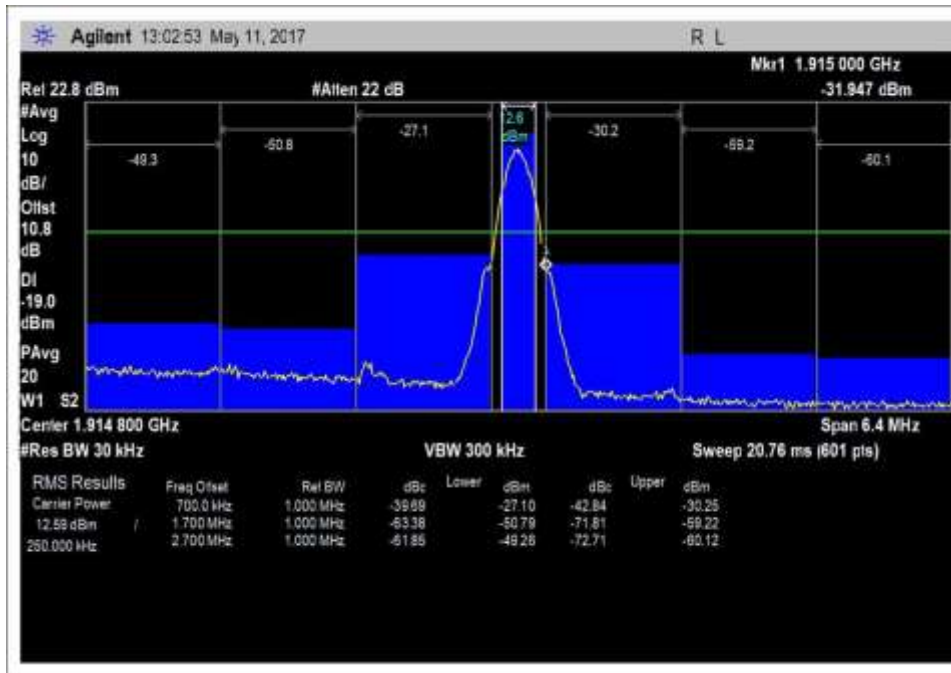 Agilent 13:02:53 May 11, 2017 R L
Mkr1 1.915 000 GHz
Ref 22.8 dBm #Atten 22 dB -31.947 dBm
#Avg
Log
10
dB/
Offst
10.8
dB
DI
-19.0
dBm
PAvg
20
W1 S2
-49.3 -50.8 -27.1 2.6 dBm -30.2 -59.2 -60.1
1
Center 1.914 800 GHz Span 6.4 MHz
#Res BW 30 kHz VBW 300 kHz Sweep 20.76 ms (601 pts)
RMS Results Freq Offset Ref BW dBc Lower dBm dBc Upper dBm
Carrier Power 700.0 kHz 1.000 MHz -39.69 -27.10 -42.84 -30.25
12.59 dBm / 1.700 MHz 1.000 MHz -63.38 -50.79 -71.81 -59.22
260.000 kHz 2.700 MHz 1.000 MHz -61.85 -49.26 -72.71 -60.12